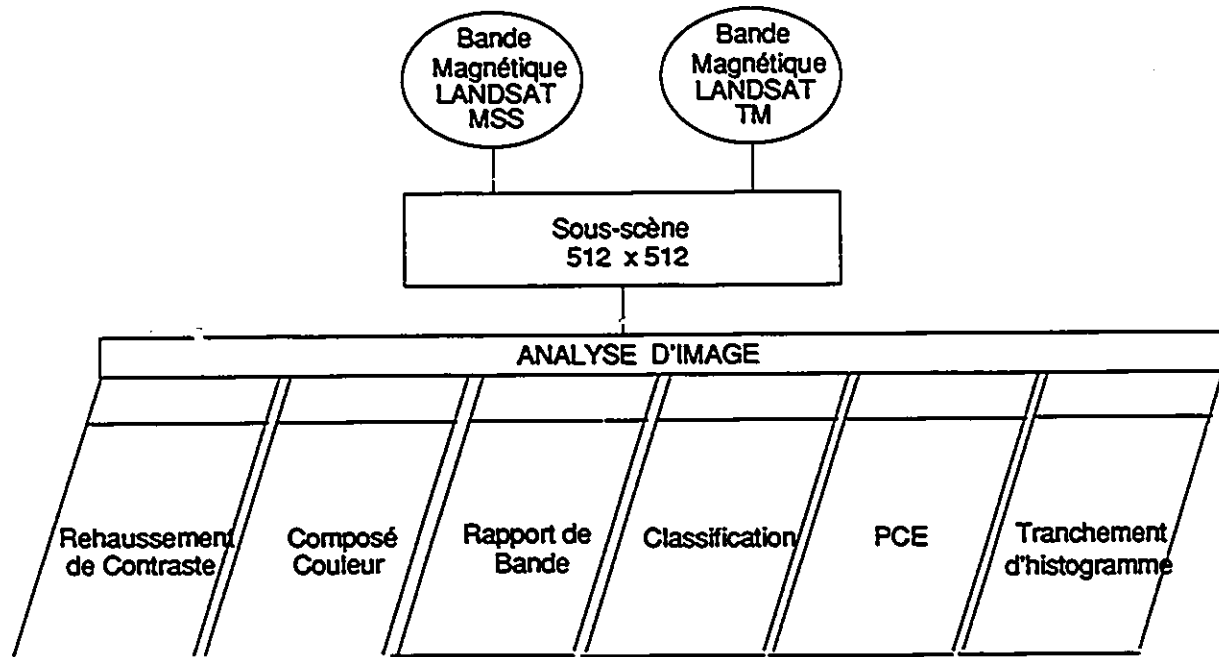 Bande
Magnétique
LANDSAT
MSS
Bande
Magnétique
LANDSAT
TM
Sous-scène
512 x 512
ANALYSE D'IMAGE
Rehaussement
de Contraste
Composé
Couleur
Rapport de
Bande
Classification
PCE
Tranchement
d'histogramme